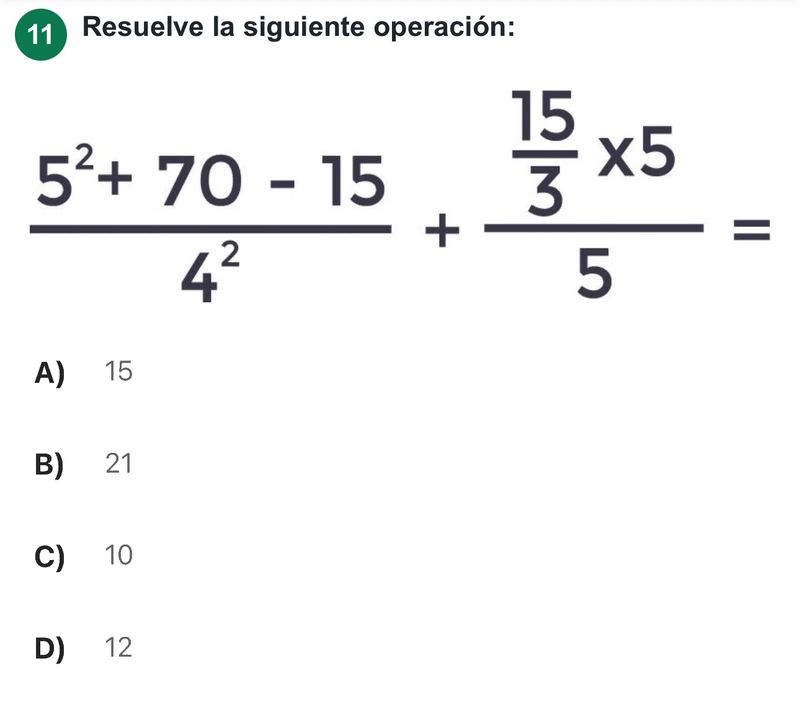 11 Resuelve la siguiente operación:
15
5²+ 70 - 15 + 3 x5 =
4² 5
A) 15
B) 21
C) 10
D) 12